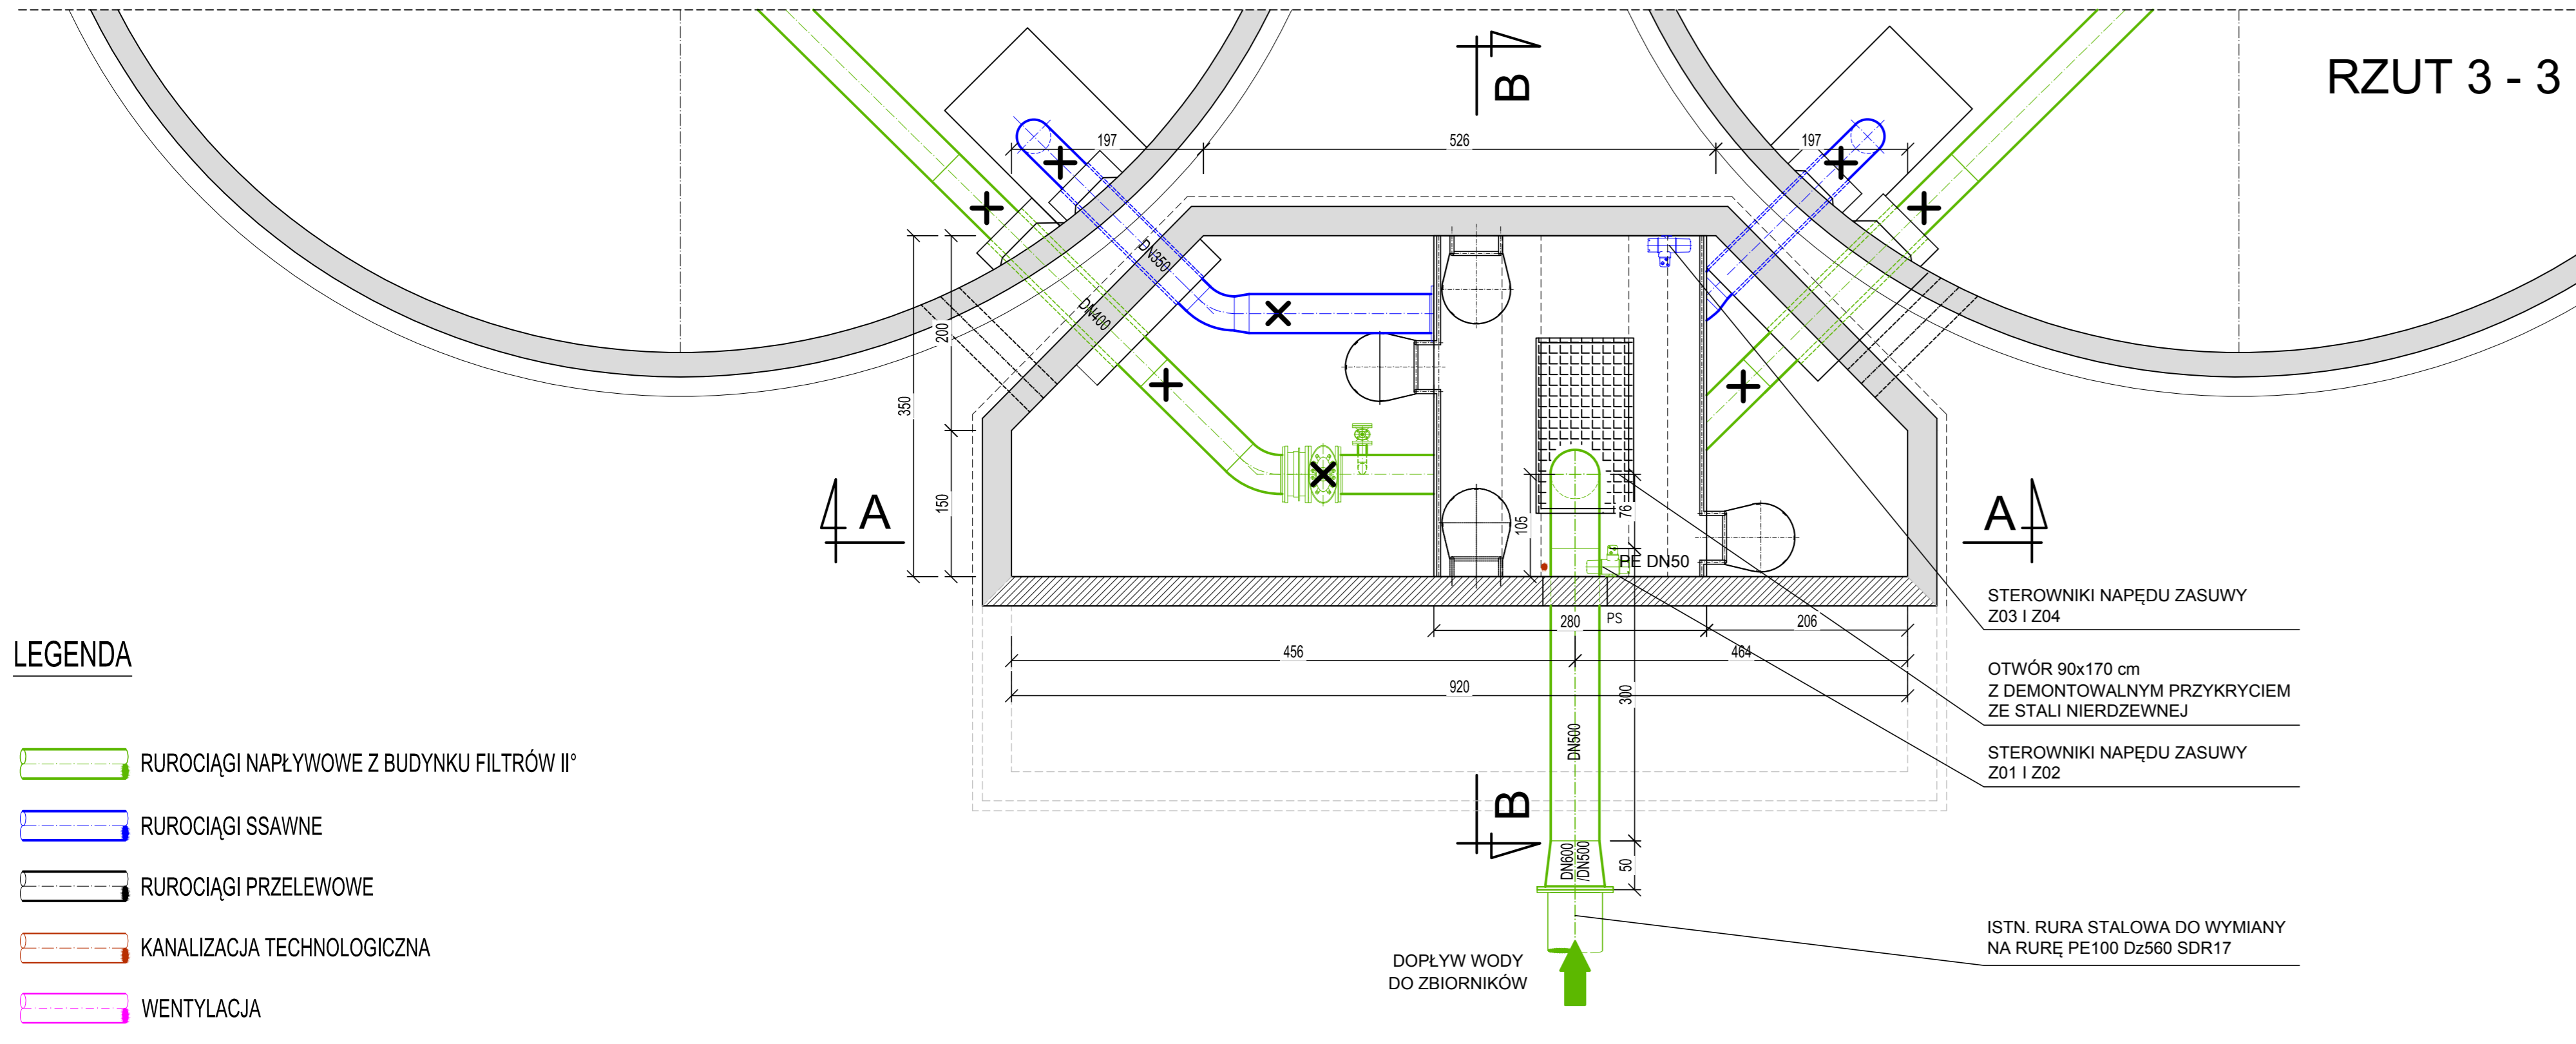 RZUT 3 - 3
B
197
526
197
DN350
DN400
200
350
150
A
A
105
76
PE DN50
280
PS
206
456
464
920
300
DN500
B
DN600
/DN500
50
STEROWNIKI NAPĘDU ZASUWY
Z03 I Z04
OTWÓR 90x170 cm
Z DEMONTOWALNYM PRZYKRYCIEM
ZE STALI NIERDZEWNEJ
STEROWNIKI NAPĘDU ZASUWY
Z01 I Z02
ISTN. RURA STALOWA DO WYMIANY
NA RURĘ PE100 Dz560 SDR17
DOPŁYW WODY
DO ZBIORNIKÓW
LEGENDA
RUROCIĄGI NAPŁYWOWE Z BUDYNKU FILTRÓW II°
RUROCIĄGI SSAWNE
RUROCIĄGI PRZELEWOWE
KANALIZACJA TECHNOLOGICZNA
WENTYLACJA